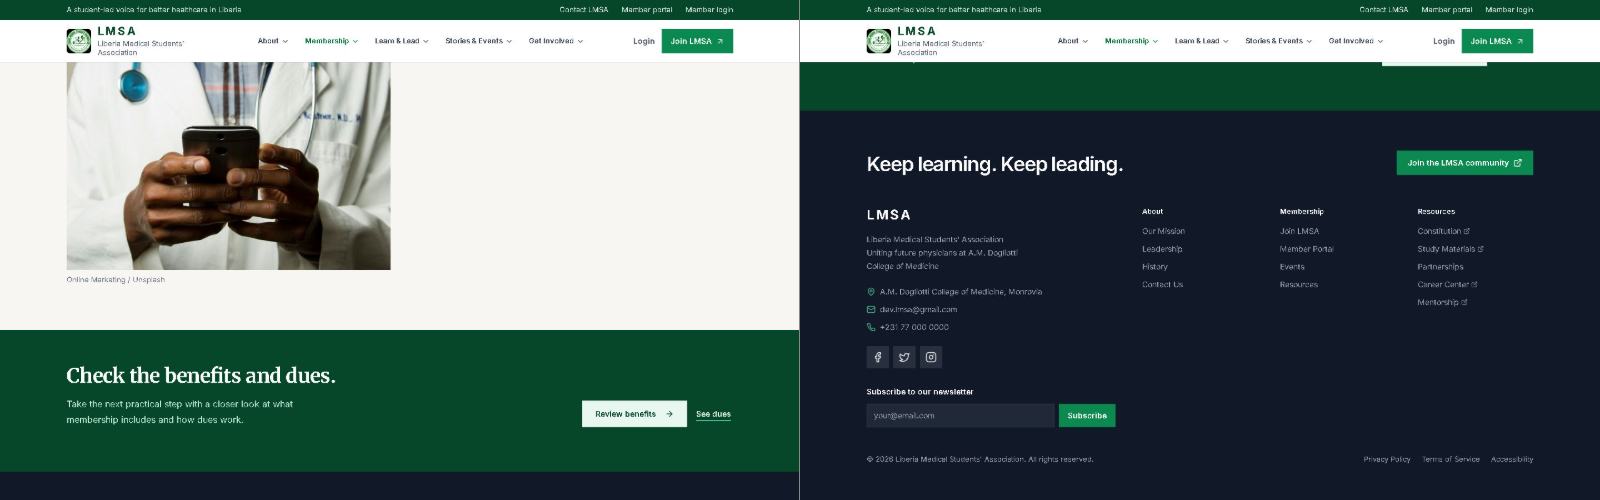 A student-led voice for better healthcare in Liberia
Contact LMSA Member portal Member login
LMSA
Liberia Medical Students'
Association
About Membership Learn & Lead Stories & Events Get Involved Login Join LMSA
Online Marketing / Unsplash
Check the benefits and dues.
Take the next practical step with a closer look at what
membership includes and how dues work.
Review benefits See dues
A student-led voice for better healthcare in Liberia
Contact LMSA Member portal Member login
LMSA
Liberia Medical Students'
Association
About Membership Learn & Lead Stories & Events Get Involved Login Join LMSA
Keep learning. Keep leading.
Join the LMSA community
LMSA
Liberia Medical Students' Association
Uniting future physicians at A.M. Dogliotti
College of Medicine
A.M. Dogliotti College of Medicine, Monrovia
dev.lmsa@gmail.com
+231 77 000 0000
About
Our Mission
Leadership
History
Contact Us
Membership
Join LMSA
Member Portal
Events
Resources
Resources
Constitution
Study Materials
Partnerships
Career Center
Mentorship
Subscribe to our newsletter
your@email.com
Subscribe
© 2026 Liberia Medical Students' Association. All rights reserved.
Privacy Policy Terms of Service Accessibility